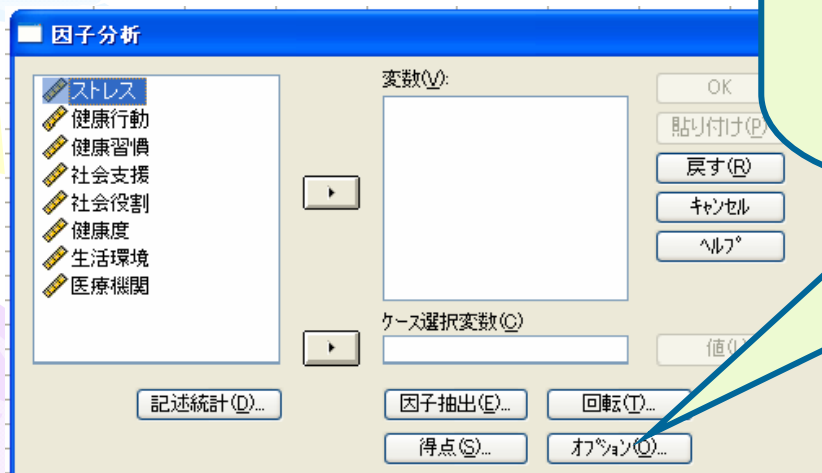 因子分析
ストレス
健康行動
健康習慣
社会支援
社会役割
健康度
生活環境
医療機関
変数(V):
ケース選択変数(C)
OK
貼り付け(P)
戻す(R)
キャンセル
ヘルプ
値(L)
記述統計(D)...
因子抽出(E)...
回転(T)...
得点(S)...
オプション(O)...